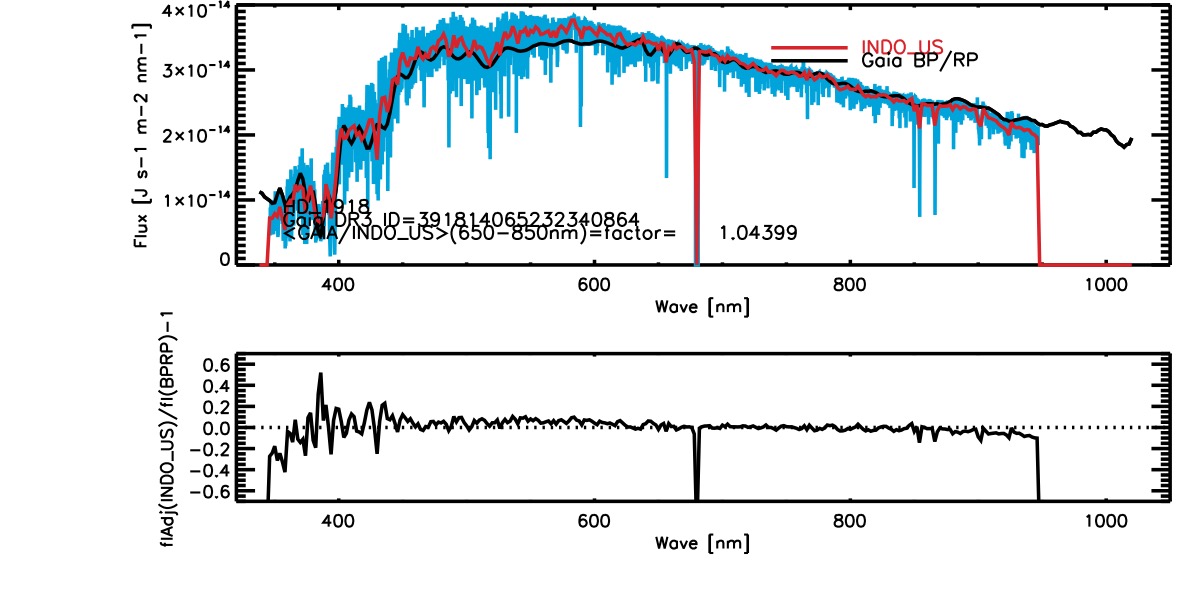 4×10⁻¹⁴
3×10⁻¹⁴
2×10⁻¹⁴
1×10⁻¹⁴
0
Flux [J s−1 m−2 nm−1]
INDO_US
Gaia BP/RP
HD_1918
Gaia DR3 ID=391814065232340864
<GAIA/INDO_US>(650−850nm)=factor= 1.04399
400 600 800 1000
Wave [nm]
flAdj(INDO_US)/fl(BPRP)−1
0.6
0.4
0.2
0.0
−0.2
−0.4
−0.6
400 600 800 1000
Wave [nm]